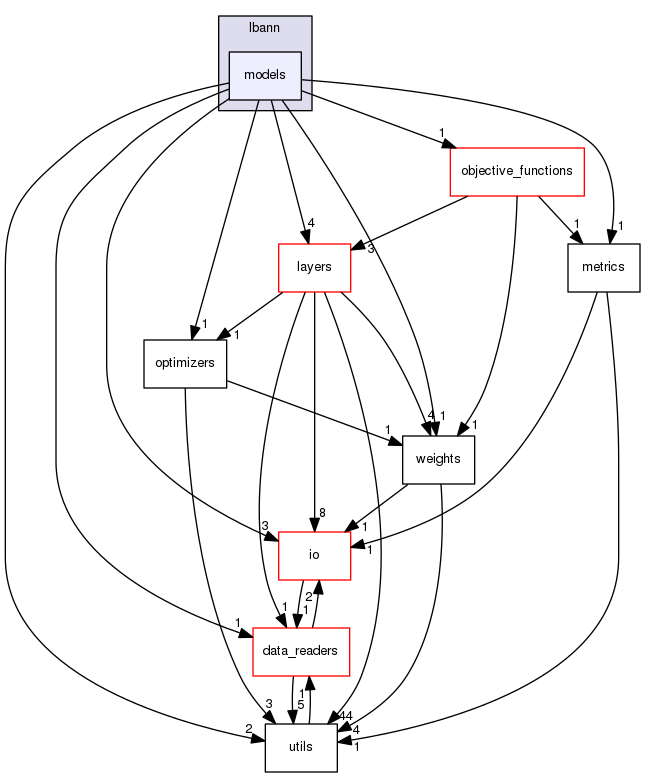 lbann
models
1
objective_functions
4
1
1
3
layers
metrics
1
1
optimizers
4
1
1
1
weights
8
3
1
1
io
2
1
1
1
data_readers
1
5
3
44
2
4
1
utils